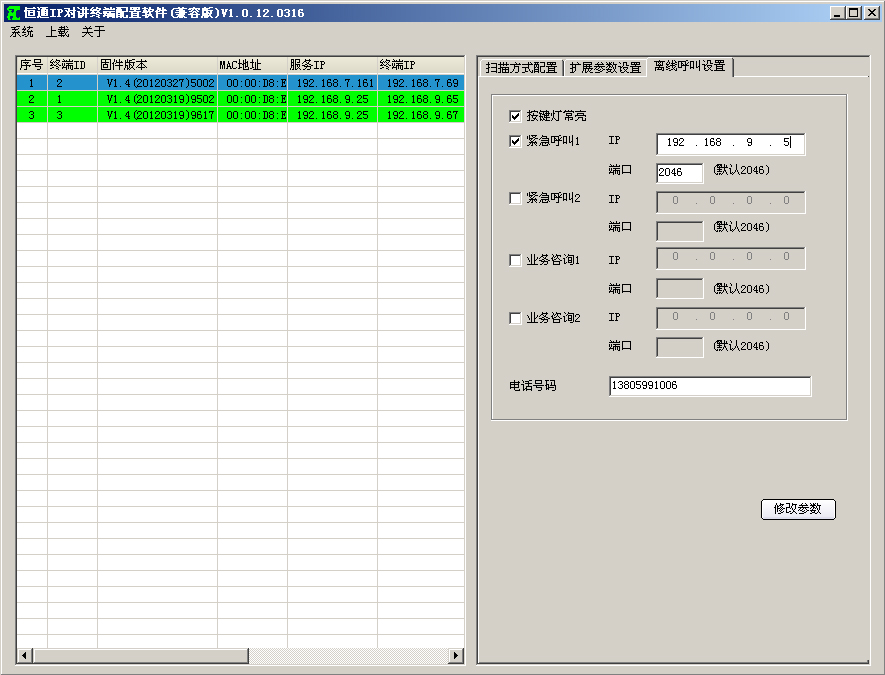 恒通IP对讲终端配置软件(兼容版)V1.0.12.0316
系统 上载 关于
序号 终端ID 固件版本 MAC地址 服务IP 终端IP
1 2 V1.4(20120327)5002 00:00:D8:E 192.168.7.161 192.168.7.69
2 1 V1.4(20120319)9502 00:00:D8:E 192.168.9.25 192.168.9.65
3 3 V1.4(20120319)9617 00:00:D8:E 192.168.9.25 192.168.9.67
扫描方式配置 扩展参数设置 离线呼叫设置
按键灯常亮
紧急呼叫1 IP 192 . 168 . 9 . 5
端口 2046 (默认2046)
紧急呼叫2 IP 0 . 0 . 0 . 0
端口 (默认2046)
业务咨询1 IP 0 . 0 . 0 . 0
端口 (默认2046)
业务咨询2 IP 0 . 0 . 0 . 0
端口 (默认2046)
电话号码 13805991006
修改参数